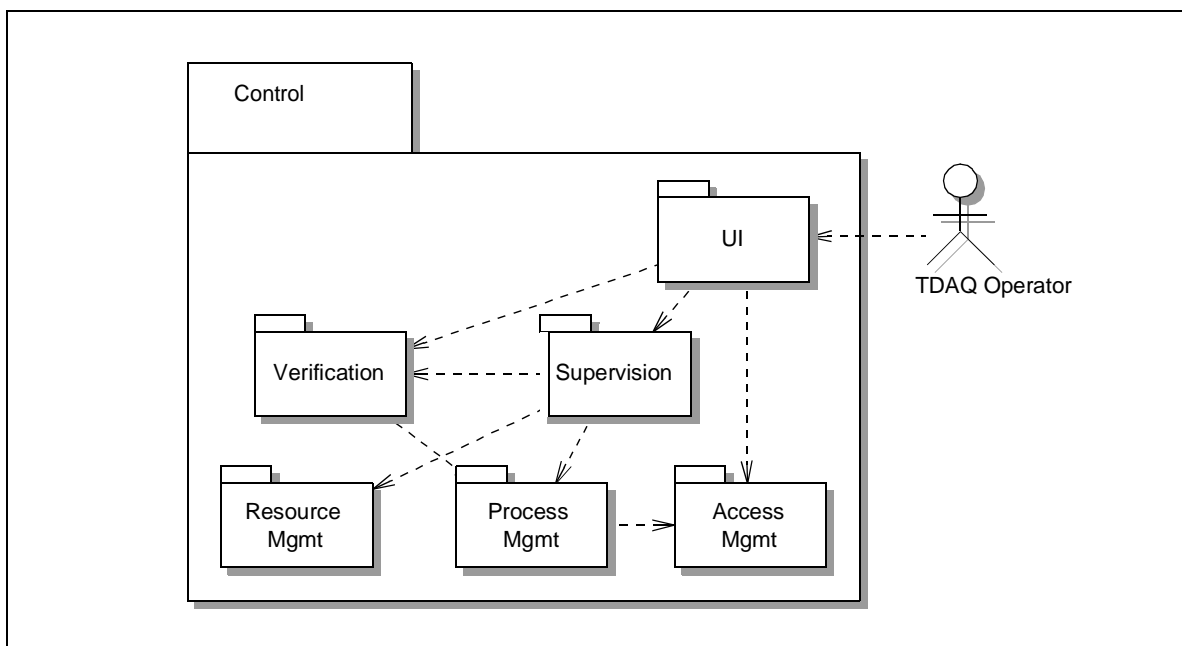 Control
UI
TDAQ Operator
Verification
Supervision
Resource
Mgmt
Process
Mgmt
Access
Mgmt